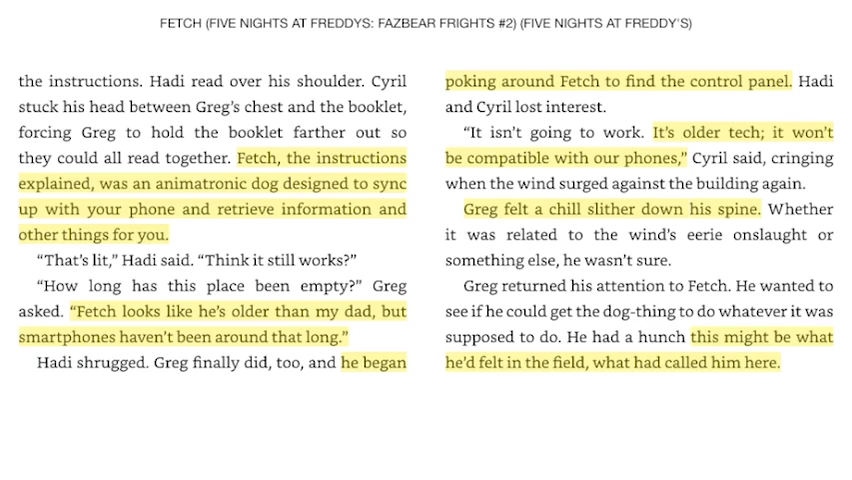 FETCH (FIVE NIGHTS AT FREDDYS: FAZBEAR FRIGHTS #2) (FIVE NIGHTS AT FREDDY'S)
the instructions. Hadi read over his shoulder. Cyril
stuck his head between Greg's chest and the booklet,
forcing Greg to hold the booklet farther out so
they could all read together. Fetch, the instructions
explained, was an animatronic dog designed to sync
up with your phone and retrieve information and
other things for you.
“That's lit,” Hadi said. “Think it still works?”
“How long has this place been empty?” Greg
asked. “Fetch looks like he's older than my dad, but
smartphones haven't been around that long.”
Hadi shrugged. Greg finally did, too, and he began
poking around Fetch to find the control panel. Hadi
and Cyril lost interest.
“It isn't going to work. It's older tech; it won't
be compatible with our phones,” Cyril said, cringing
when the wind surged against the building again.
Greg felt a chill slither down his spine. Whether
it was related to the wind's eerie onslaught or
something else, he wasn't sure.
Greg returned his attention to Fetch. He wanted to
see if he could get the dog-thing to do whatever it was
supposed to do. He had a hunch this might be what
he'd felt in the field, what had called him here.